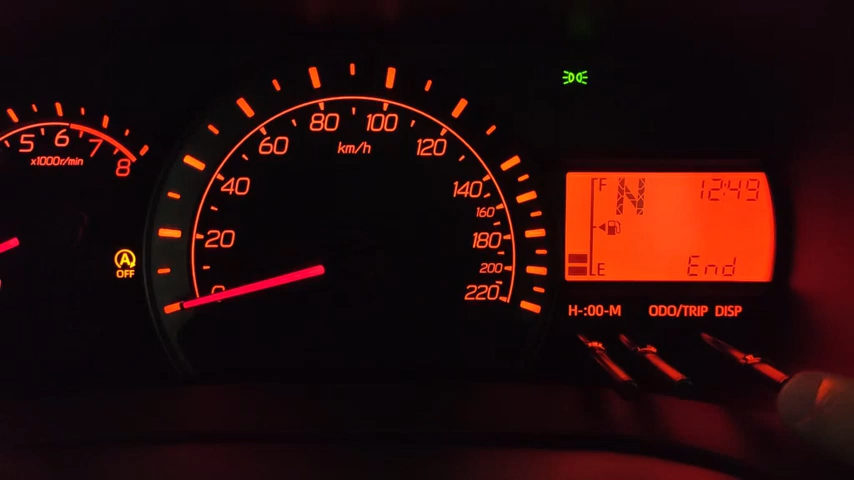 5 6 7 8
x1000r/min
A
OFF
0 20 40 60 80 100 120 140 160 180 200 220
km/h
F N 12:49
E End
H-:00-M ODO/TRIP DISP